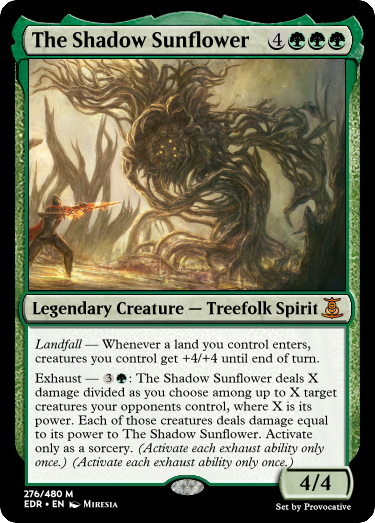 The Shadow Sunflower 4
Legendary Creature — Treefolk Spirit
Landfall — Whenever a land you control enters,
creatures you control get +4/+4 until end of turn.
Exhaust — 3: The Shadow Sunflower deals X
damage divided as you choose among up to X target
creatures your opponents control, where X is its
power. Each of those creatures deals damage equal
to its power to The Shadow Sunflower. Activate
only as a sorcery. (Activate each exhaust ability only
once.) (Activate each exhaust ability only once.)
4/4
276/480 M
EDR • EN Miresia
Set by Provocative